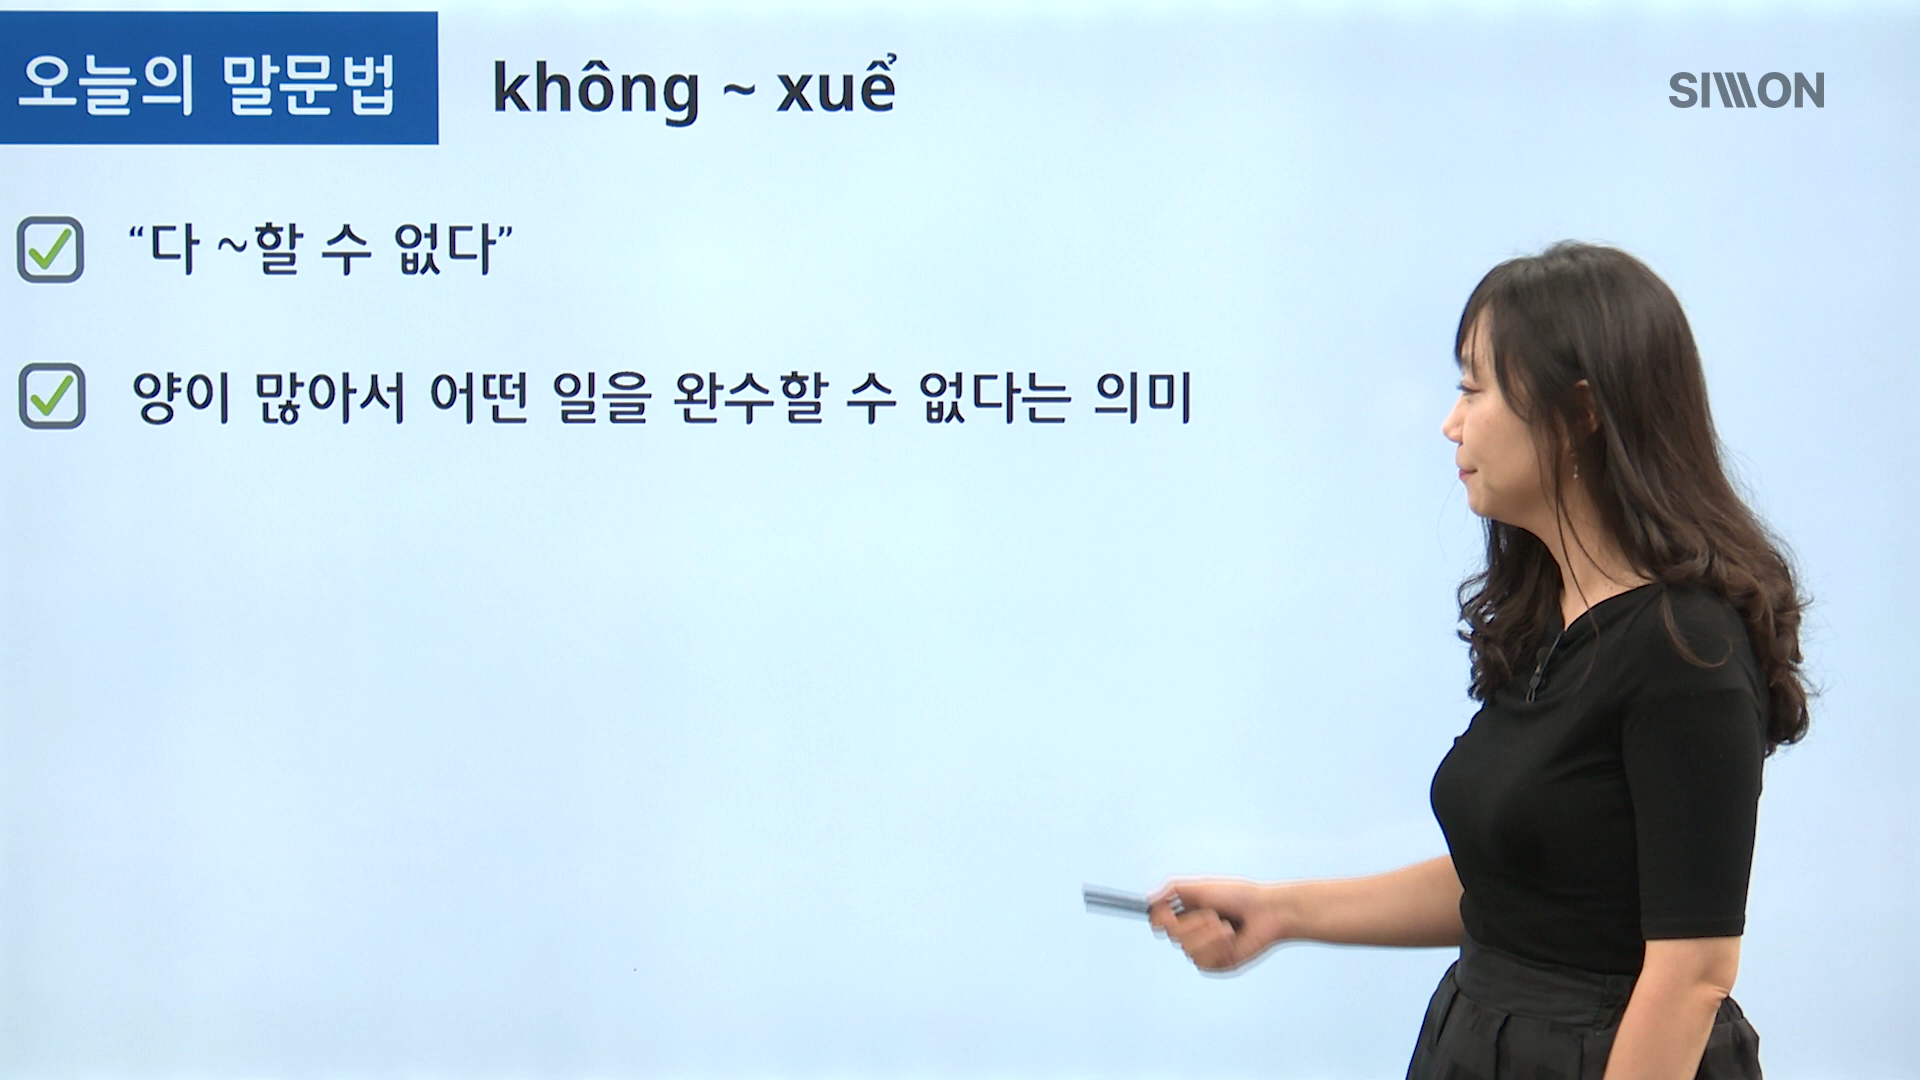 오늘의 말문법
không ~ xuể
SIWON
“다 ~할 수 없다”
양이 많아서 어떤 일을 완수할 수 없다는 의미